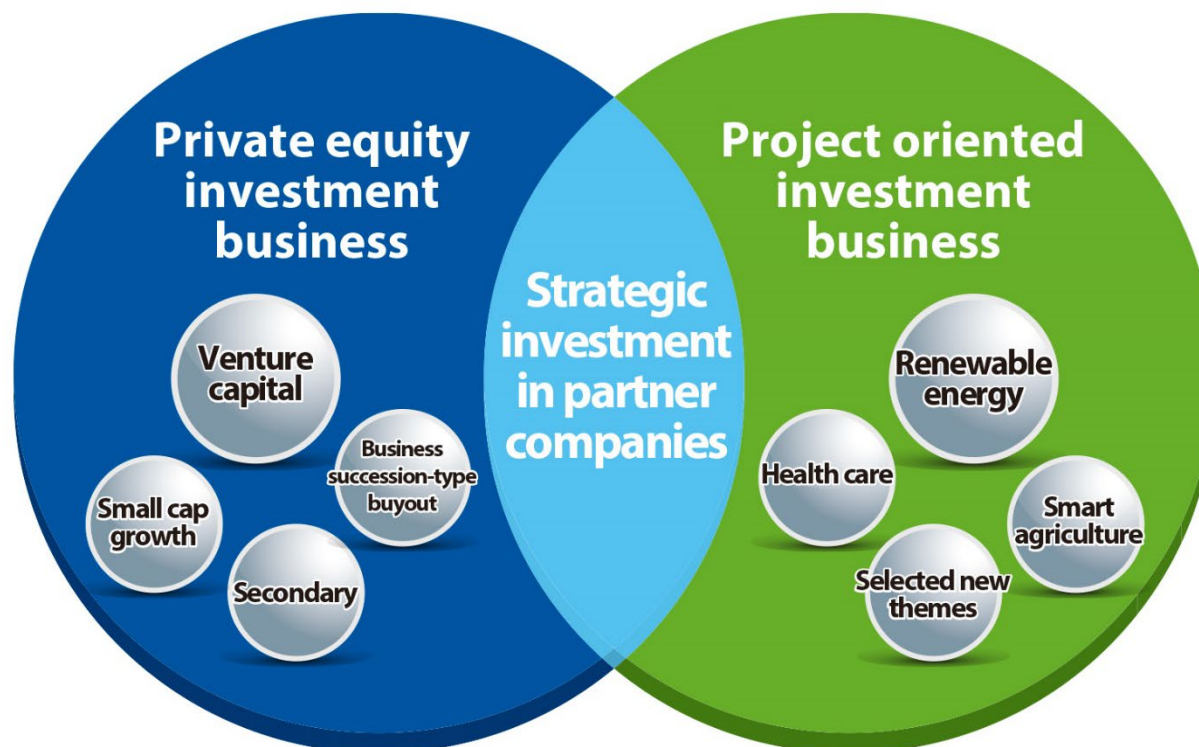 Private equity
investment
business
Venture
capital
Business
succession-type
buyout
Small cap
growth
Secondary
Strategic
investment
in partner
companies
Project oriented
investment
business
Renewable
energy
Health care
Smart
agriculture
Selected new
themes